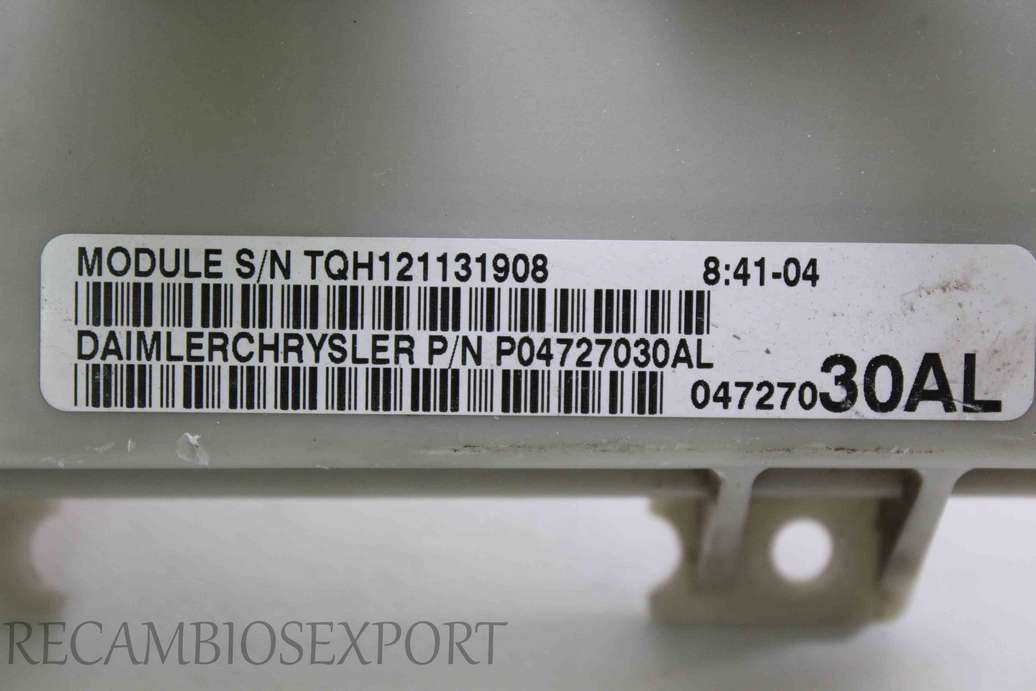 MODULE S/N TQH121131908 8:41-04
DAIMLERCHRYSLER P/N P04727030AL
04727030AL
RECAMBIOSEXPORT